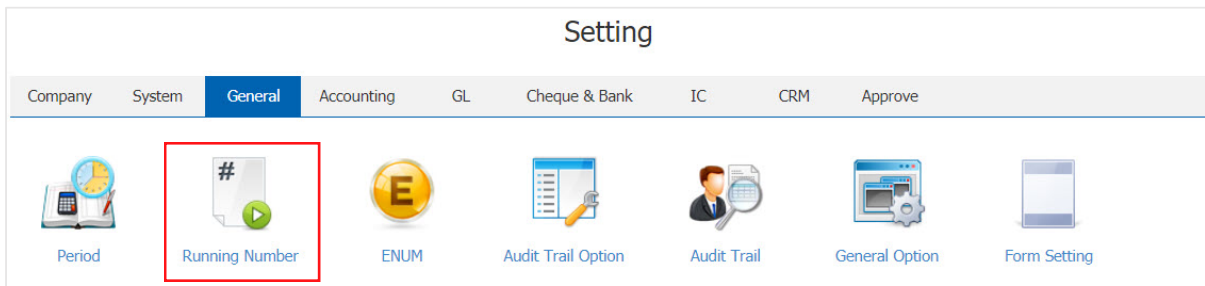 Setting
Company System General Accounting GL Cheque & Bank IC CRM Approve
#
E
Period Running Number ENUM Audit Trail Option Audit Trail General Option Form Setting